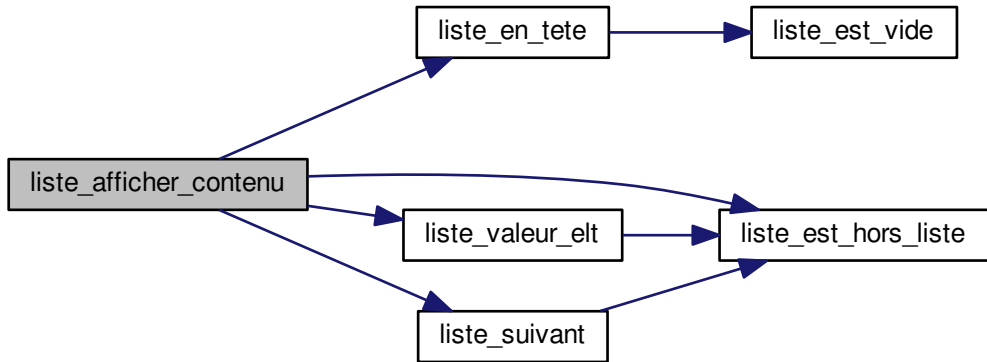 liste_en_tete
liste_est_vide
liste_afficher_contenu
liste_valeur_elt
liste_est_hors_liste
liste_suivant